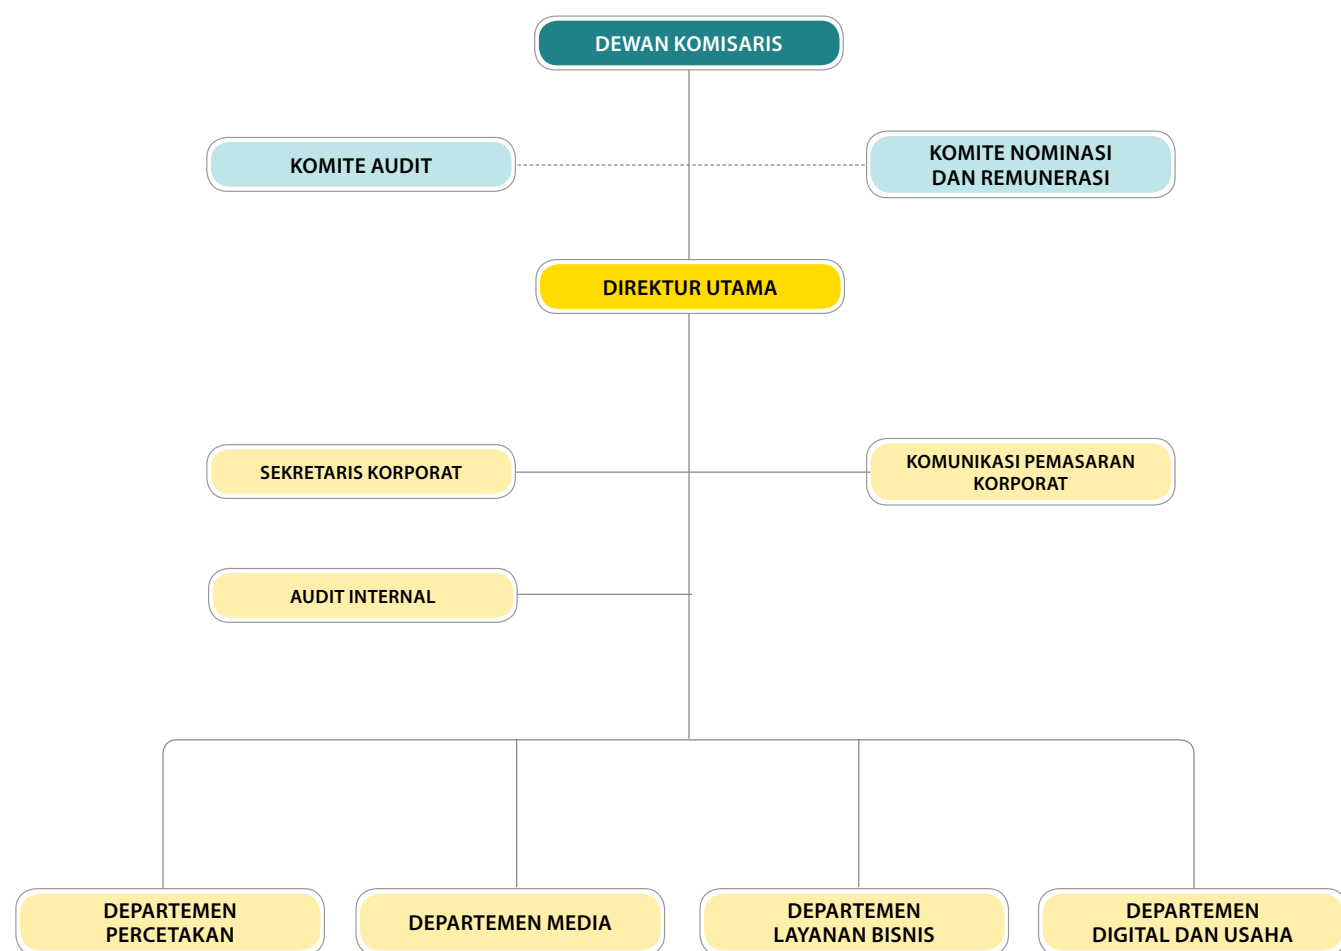 DEWAN KOMISARIS
KOMITE AUDIT
KOMITE NOMINASI
DAN REMUNERASI
DIREKTUR UTAMA
SEKRETARIS KORPORAT
KOMUNIKASI PEMASARAN
KORPORAT
AUDIT INTERNAL
DEPARTEMEN
PERCETAKAN
DEPARTEMEN MEDIA
DEPARTEMEN
LAYANAN BISNIS
DEPARTEMEN
DIGITAL DAN USAHA